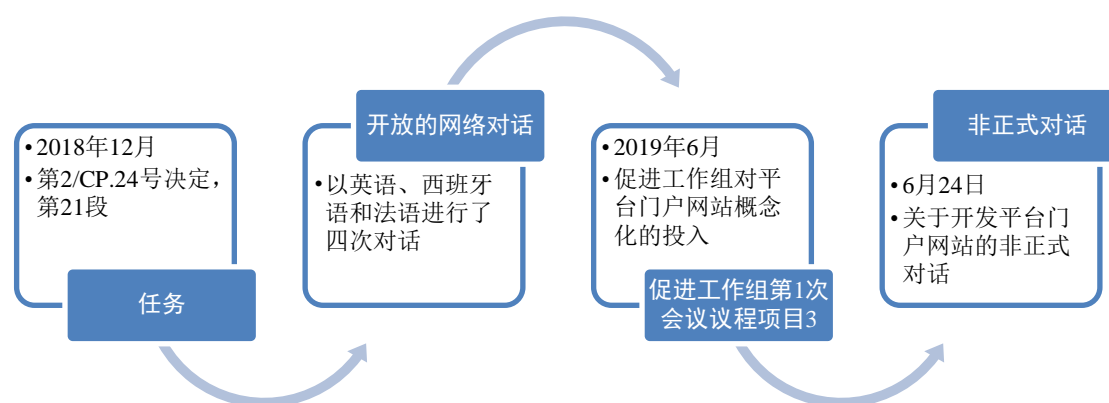 •2018年12月
•第2/CP.24号决定，
第21段
任务
开放的网络对话
•以英语、西班牙
语和法语进行了
四次对话
•2019年6月
•促进工作组对平
台门户网站概念
化的投入
促进工作组第1次
会议议程项目3
非正式对话
•6月24日
•关于开发平台门
户网站的非正式
对话